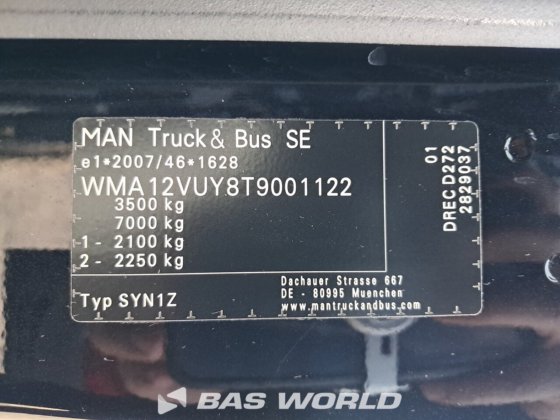 MAN Truck & Bus SE
e1*2007/46*1628
WMA12VUY8T9001122
3500 kg
7000 kg
1 - 2100 kg
2 - 2250 kg
Typ SYN1Z
Dachauer Strasse 667
DE - 80995 Muenchen
www.mantruckandbus.com
01
DREC D272
2829037
BAS WORLD